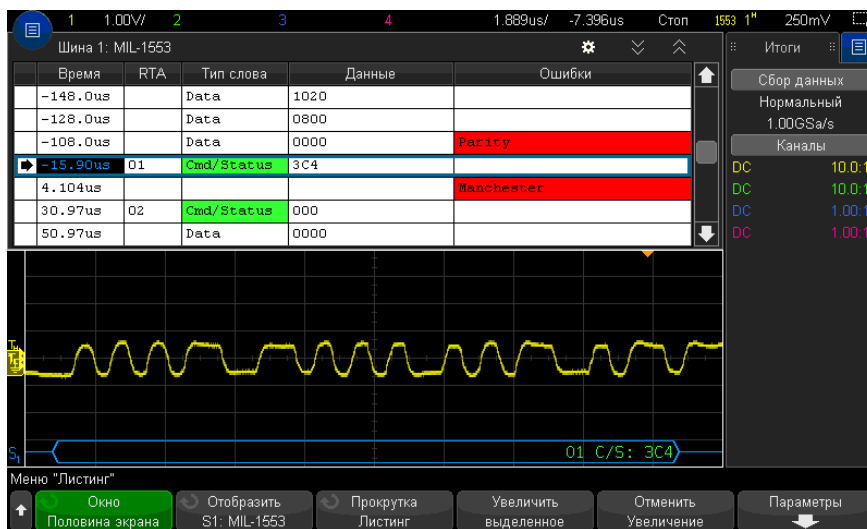 1 1.00V/ 2 3 4 1.889us/ -7.396us Стоп 1553 1ᴴ 250mV
Шина 1: MIL-1553
Время RTA Тип слова Данные Ошибки
-148.0us Data 1020
-128.0us Data 0800
-108.0us Data 0000 Parity
-15.90us 01 Cmd/Status 3C4
4.104us Manchester
30.97us 02 Cmd/Status 000
50.97us Data 0000
Итоги
Сбор данных
Нормальный
1.00GSa/s
Каналы
DC 10.0:1
DC 10.0:1
DC 1.00:1
DC 1.00:1
S1 01 C/S: 3C4
Меню "Листинг"
Окно
Половина экрана
Отобразить
S1: MIL-1553
Прокрутка
Листинг
Увеличить
выделенное
Отменить
Увеличение
Параметры